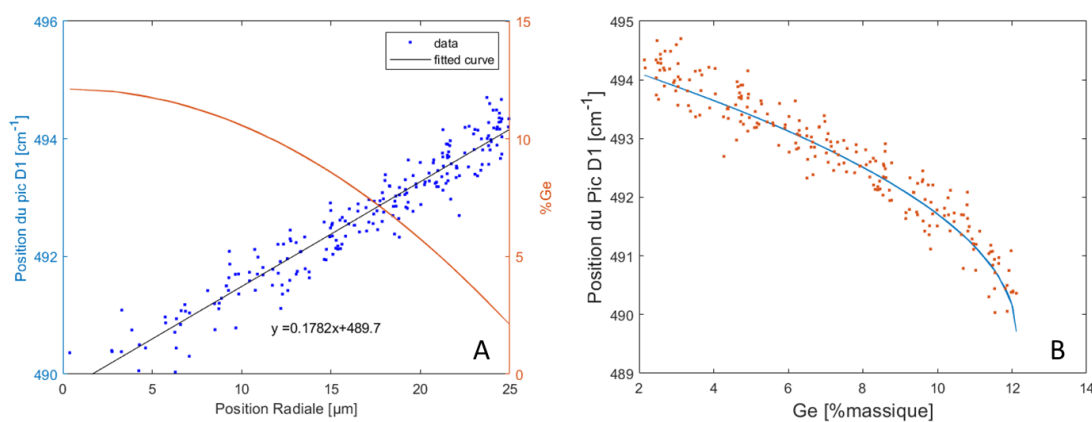 496
494
492
490
Position du pic D1 [cm-1]
15
10
5
0
%Ge
data
fitted curve
y =0.1782x+489.7
A
0 5 10 15 20 25
Position Radiale [µm]
495
494
493
492
491
490
489
Position du Pic D1 [cm-1]
B
2 4 6 8 10 12 14
Ge [%massique]